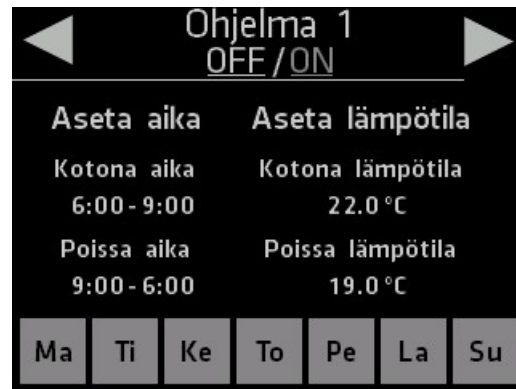 Ohjelma 1
OFF/ON
Aseta aika Aseta lämpötila
Kotona aika Kotona lämpötila
6:00-9:00 22.0°C
Poissa aika Poissa lämpötila
9:00-6:00 19.0°C
Ma Ti Ke To Pe La Su